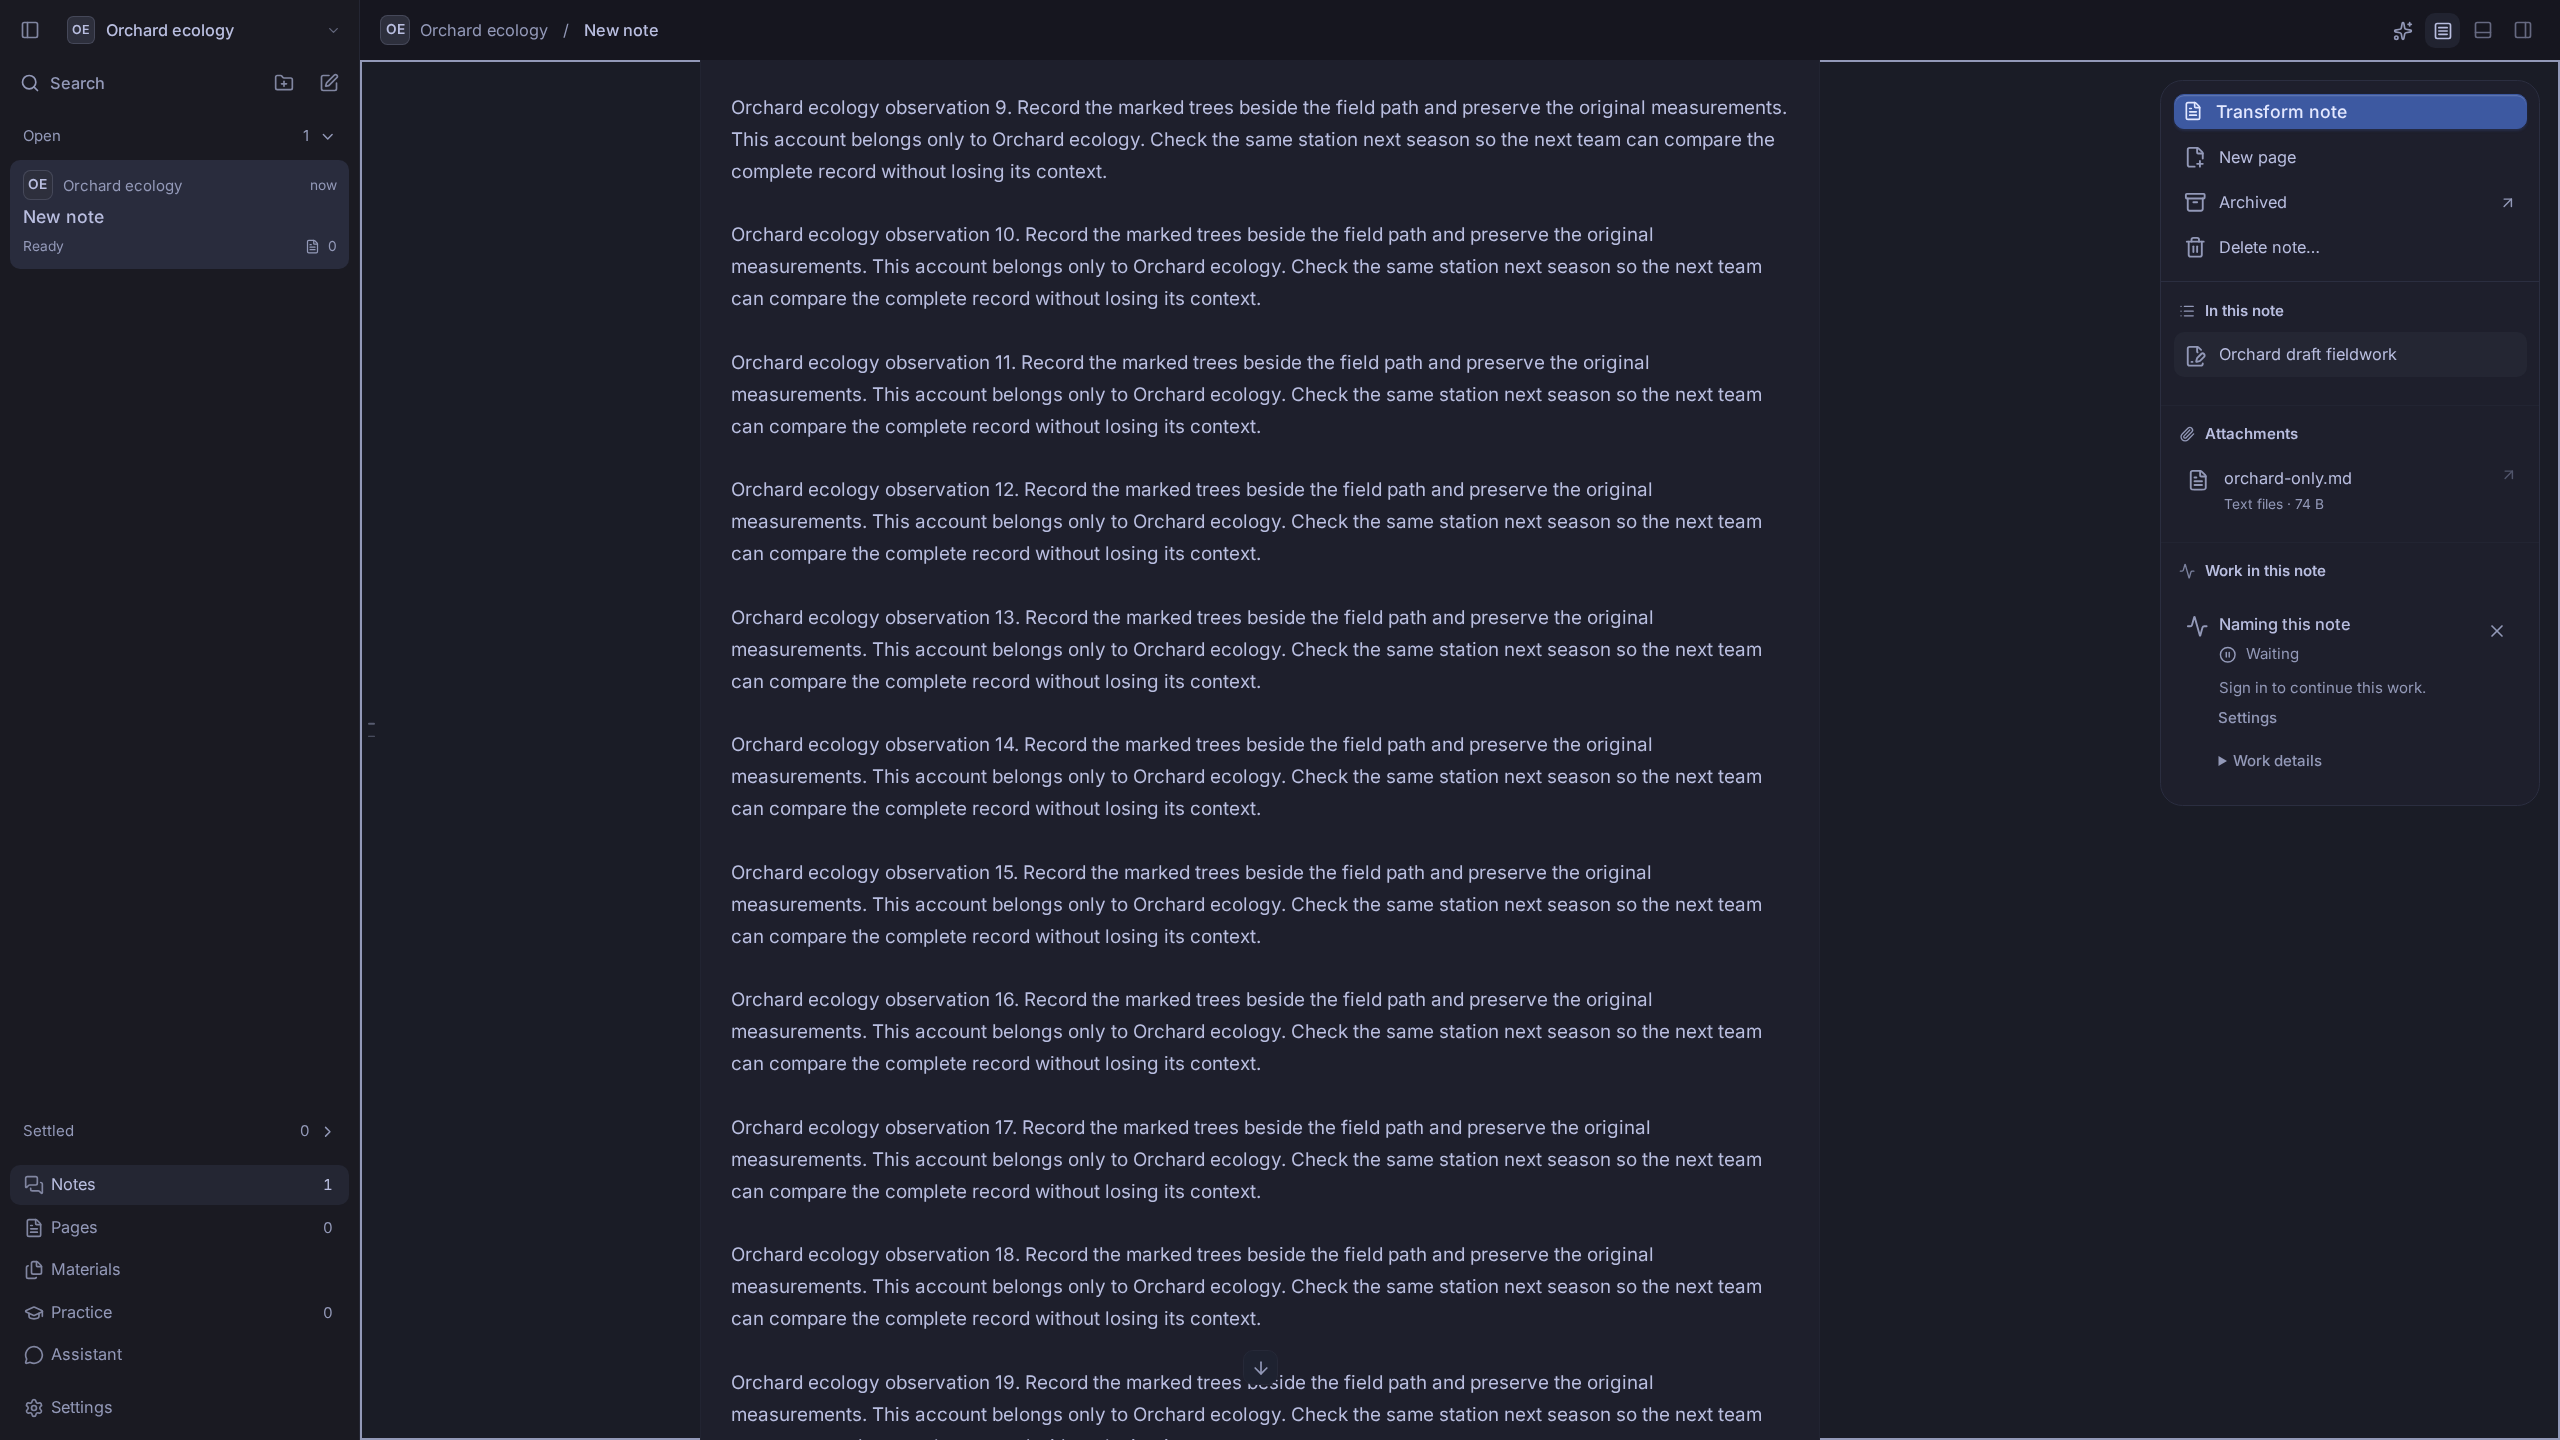 OE Orchard ecology
Search
Open 1
OE Orchard ecology now
New note
Ready 0
Settled 0
Notes 1
Pages 0
Materials
Practice 0
Assistant
Settings
OE Orchard ecology / New note
Orchard ecology observation 9. Record the marked trees beside the field path and preserve the original measurements.
This account belongs only to Orchard ecology. Check the same station next season so the next team can compare the
complete record without losing its context.
Orchard ecology observation 10. Record the marked trees beside the field path and preserve the original
measurements. This account belongs only to Orchard ecology. Check the same station next season so the next team
can compare the complete record without losing its context.
Orchard ecology observation 11. Record the marked trees beside the field path and preserve the original
measurements. This account belongs only to Orchard ecology. Check the same station next season so the next team
can compare the complete record without losing its context.
Orchard ecology observation 12. Record the marked trees beside the field path and preserve the original
measurements. This account belongs only to Orchard ecology. Check the same station next season so the next team
can compare the complete record without losing its context.
Orchard ecology observation 13. Record the marked trees beside the field path and preserve the original
measurements. This account belongs only to Orchard ecology. Check the same station next season so the next team
can compare the complete record without losing its context.
Orchard ecology observation 14. Record the marked trees beside the field path and preserve the original
measurements. This account belongs only to Orchard ecology. Check the same station next season so the next team
can compare the complete record without losing its context.
Orchard ecology observation 15. Record the marked trees beside the field path and preserve the original
measurements. This account belongs only to Orchard ecology. Check the same station next season so the next team
can compare the complete record without losing its context.
Orchard ecology observation 16. Record the marked trees beside the field path and preserve the original
measurements. This account belongs only to Orchard ecology. Check the same station next season so the next team
can compare the complete record without losing its context.
Orchard ecology observation 17. Record the marked trees beside the field path and preserve the original
measurements. This account belongs only to Orchard ecology. Check the same station next season so the next team
can compare the complete record without losing its context.
Orchard ecology observation 18. Record the marked trees beside the field path and preserve the original
measurements. This account belongs only to Orchard ecology. Check the same station next season so the next team
can compare the complete record without losing its context.
Orchard ecology observation 19. Record the marked trees beside the field path and preserve the original
measurements. This account belongs only to Orchard ecology. Check the same station next season so the next team
Transform note
New page
Archived
Delete note...
In this note
Orchard draft fieldwork
Attachments
orchard-only.md
Text files · 74 B
Work in this note
Naming this note
Waiting
Sign in to continue this work.
Settings
Work details